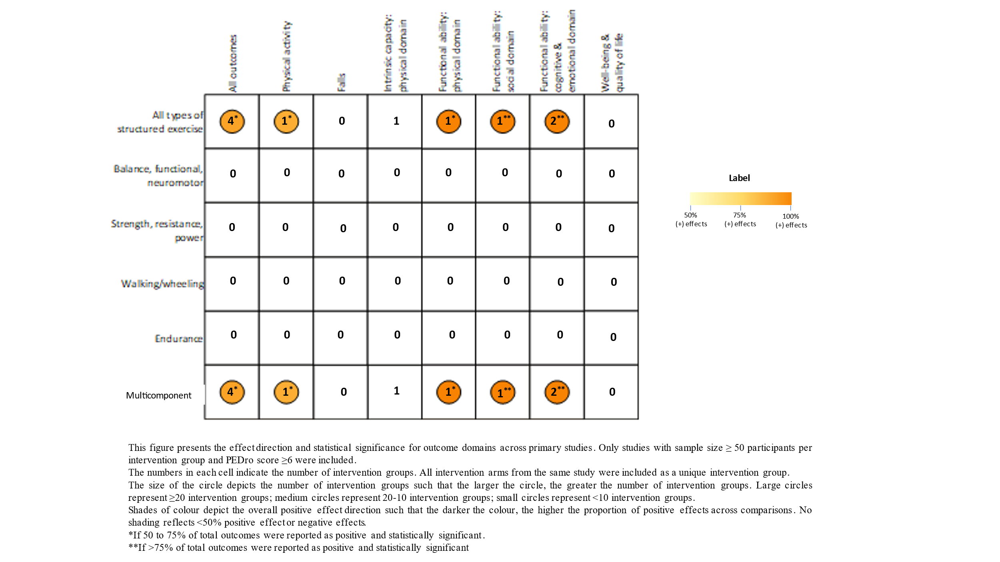 All outcomes
Physical activity
Falls
Intrinsic capacity:
physical domain
Functional ability:
physical domain
Functional ability:
social domain
Functional ability:
cognitive &
emotional domain
Well-being &
quality of life
All types of
structured exercise
4* 1* 0 1 1* 1** 2** 0
Balance, functional,
neuromotor
0 0 0 0 0 0 0 0
Strength, resistance,
power
0 0 0 0 0 0 0 0
Walking/wheeling
0 0 0 0 0 0 0 0
Endurance
0 0 0 0 0 0 0 0
Multicomponent
4* 1* 0 1 1* 1** 2** 0
Label
50% 75% 100%
(+) effects (+) effects (+) effects
This figure presents the effect direction and statistical significance for outcome domains across primary studies. Only studies with sample size ≥ 50 participants per
intervention group and PEDro score ≥6 were included.
The numbers in each cell indicate the number of intervention groups. All intervention arms from the same study were included as a unique intervention group.
The size of the circle depicts the number of intervention groups such that the larger the circle, the greater the number of intervention groups. Large circles
represent ≥20 intervention groups; medium circles represent 20-10 intervention groups; small circles represent <10 intervention groups.
Shades of colour depict the overall positive effect direction such that the darker the colour, the higher the proportion of positive effects across comparisons. No
shading reflects <50% positive effect or negative effects.
*If 50 to 75% of total outcomes were reported as positive and statistically significant.
**If >75% of total outcomes were reported as positive and statistically significant